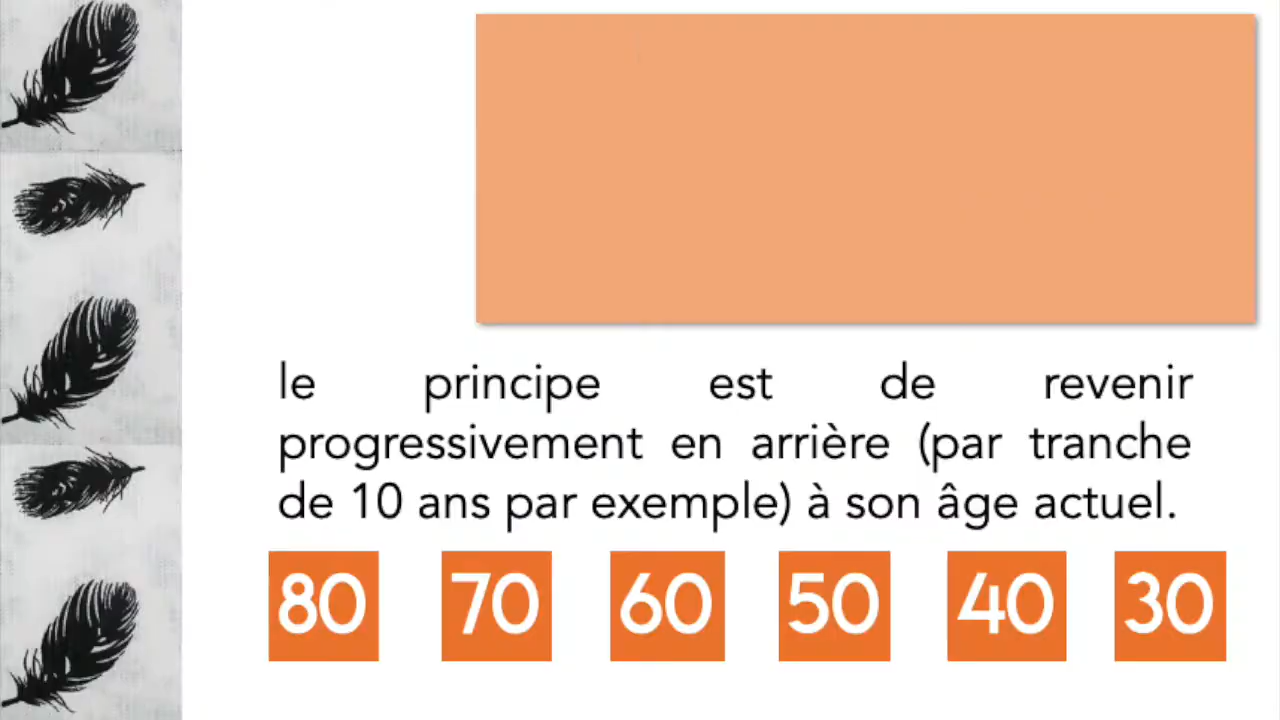 le principe est de revenir
progressivement en arrière (par tranche
de 10 ans par exemple) à son âge actuel.
80 70 60 50 40 30